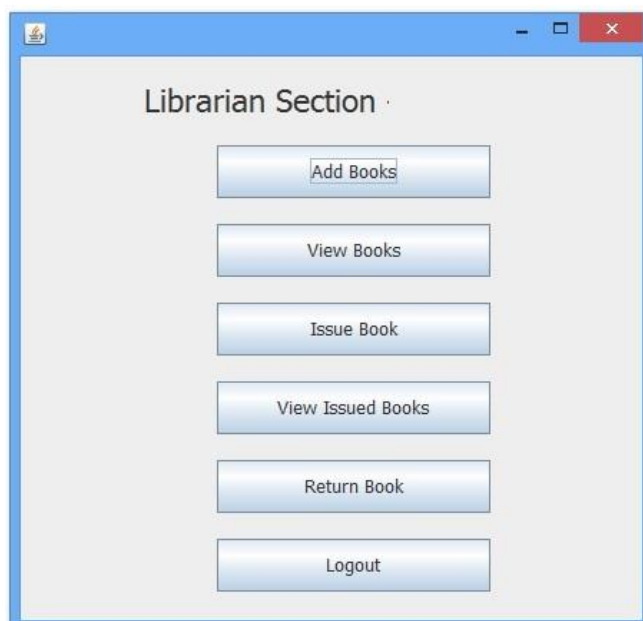 Librarian Section
Add Books
View Books
Issue Book
View Issued Books
Return Book
Logout